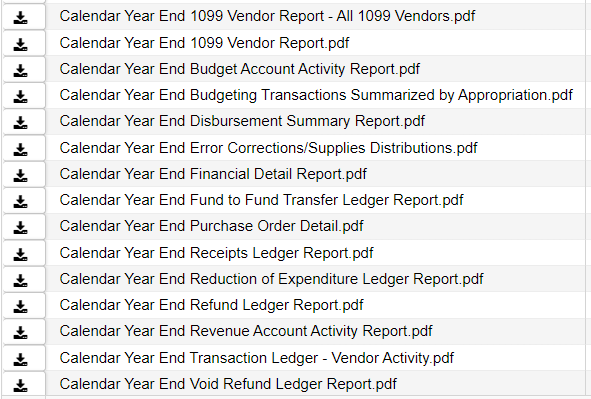 Calendar Year End 1099 Vendor Report - All 1099 Vendors.pdf
Calendar Year End 1099 Vendor Report.pdf
Calendar Year End Budget Account Activity Report.pdf
Calendar Year End Budgeting Transactions Summarized by Appropriation.pdf
Calendar Year End Disbursement Summary Report.pdf
Calendar Year End Error Corrections/Supplies Distributions.pdf
Calendar Year End Financial Detail Report.pdf
Calendar Year End Fund to Fund Transfer Ledger Report.pdf
Calendar Year End Purchase Order Detail.pdf
Calendar Year End Receipts Ledger Report.pdf
Calendar Year End Reduction of Expenditure Ledger Report.pdf
Calendar Year End Refund Ledger Report.pdf
Calendar Year End Revenue Account Activity Report.pdf
Calendar Year End Transaction Ledger - Vendor Activity.pdf
Calendar Year End Void Refund Ledger Report.pdf